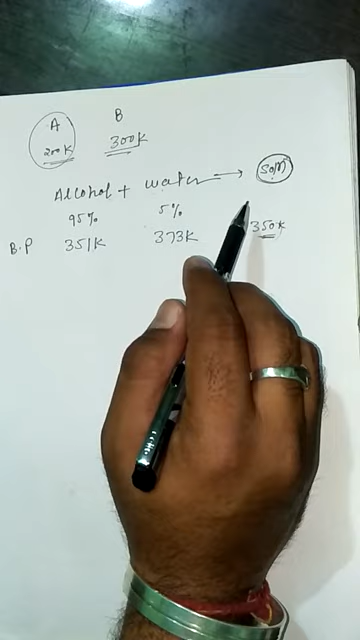 A B
200K 300K
Alcohol + water → Soln
95% 5%
B.P 351K 373K 350K